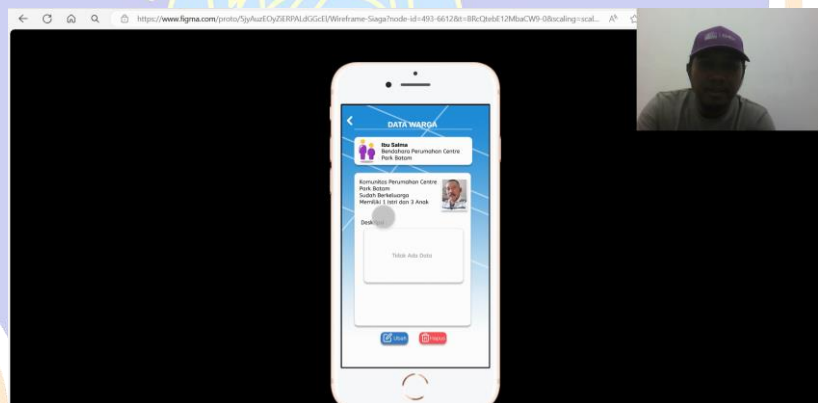 https://www.figma.com/proto/SjyAuzEOyZiERPALdGGcEl/Wireframe-Siaga?node-id=493-6612&t=8RcQtebE12MbaCW9-0&scaling=scal...
DATA WARGA
Ibu Salma
Bendahara Perumahan Centre
Park Batam
Komunitas Perumahan Centre
Park Batam
Sudah Berkeluarga
Memiliki 1 Istri dan 3 Anak
Tidak Ada Data
Ubah
Hapus